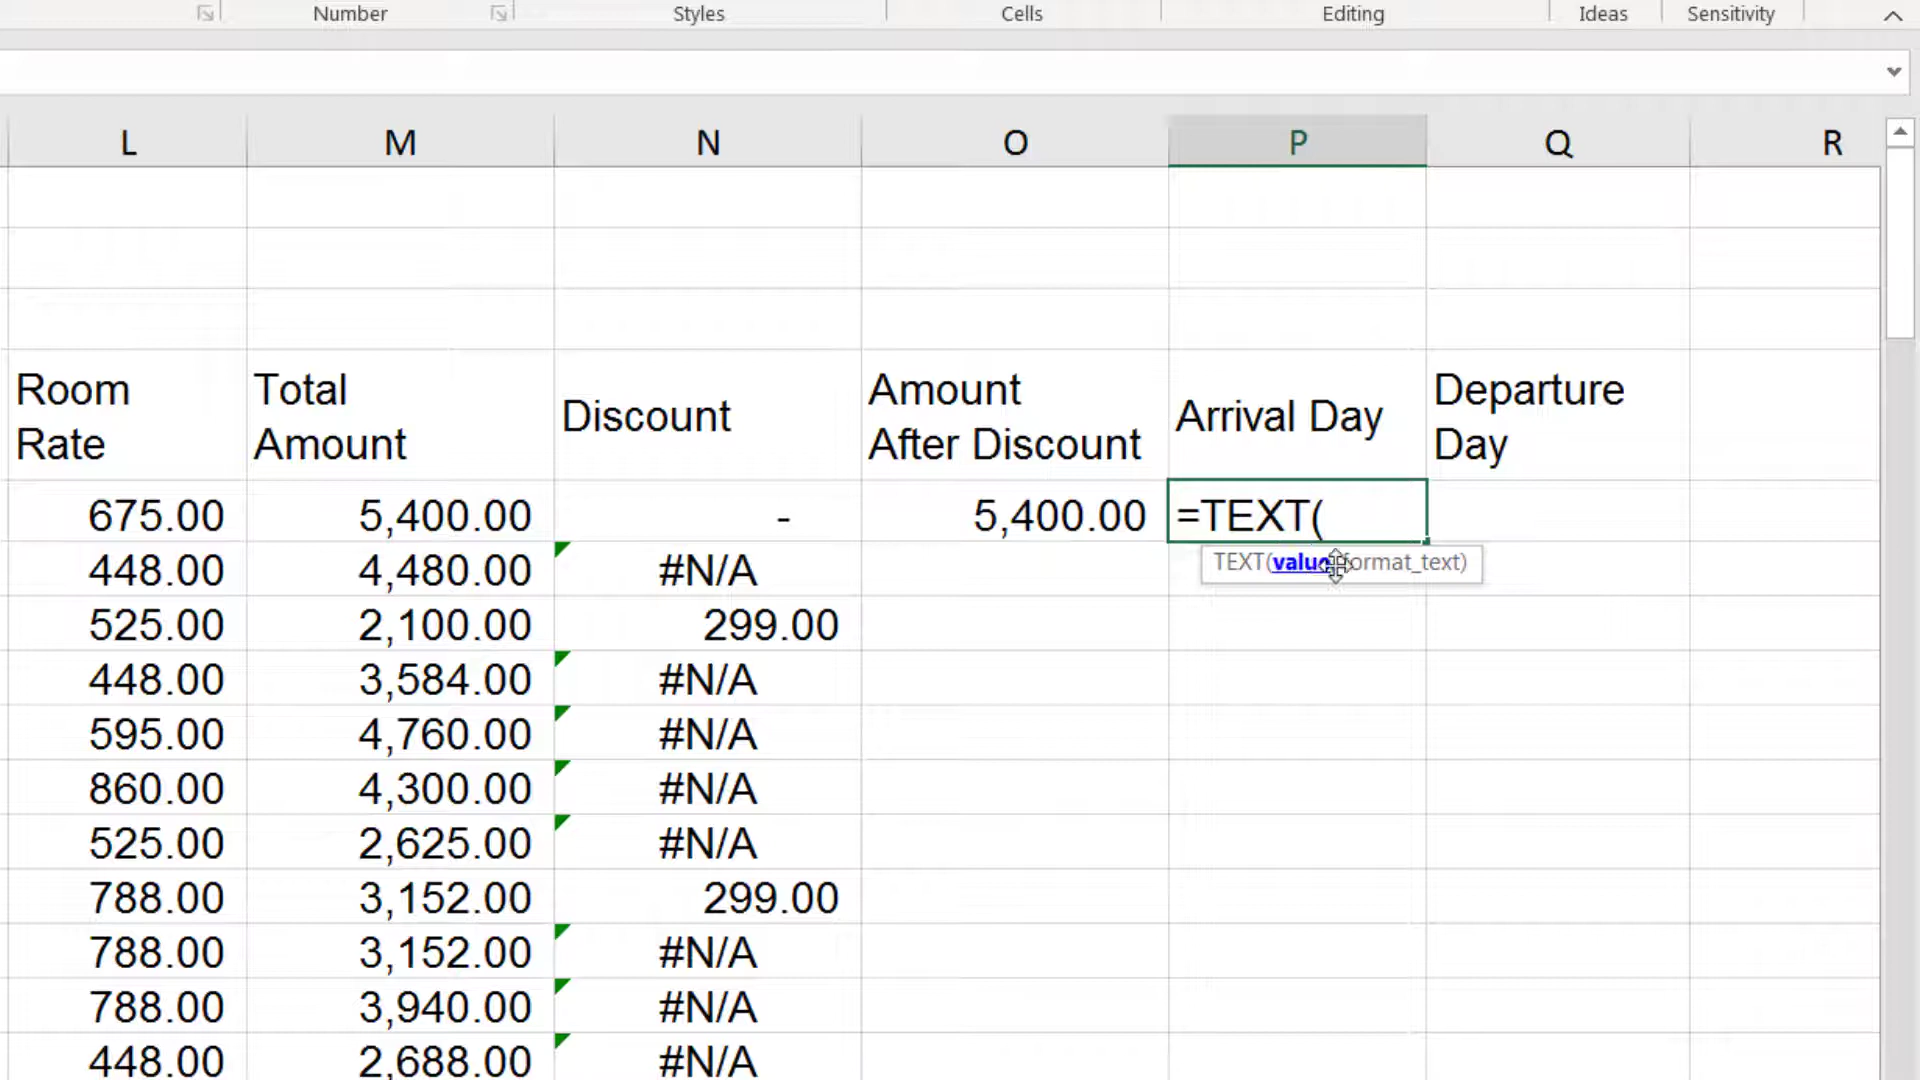 Number Styles Cells Editing Ideas Sensitivity
L M N O P Q R
Room Rate Total Amount Discount Amount After Discount Arrival Day Departure Day
675.00 5,400.00 - 5,400.00 =TEXT(
TEXT(value, format_text)
448.00 4,480.00 #N/A
525.00 2,100.00 299.00
448.00 3,584.00 #N/A
595.00 4,760.00 #N/A
860.00 4,300.00 #N/A
525.00 2,625.00 #N/A
788.00 3,152.00 299.00
788.00 3,152.00 #N/A
788.00 3,940.00 #N/A
448.00 2,688.00 #N/A